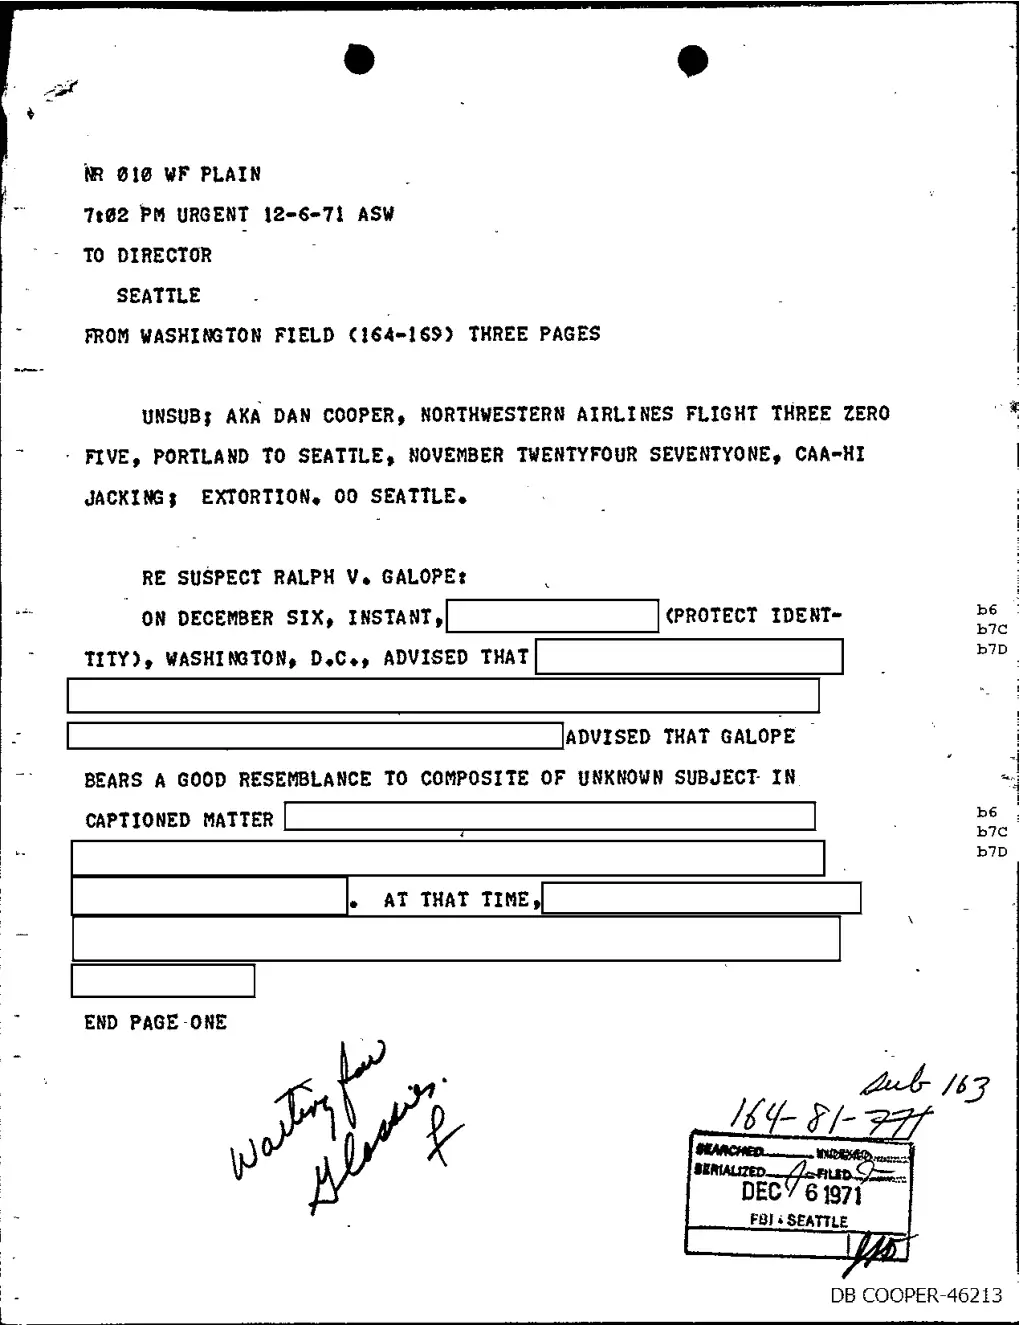 NR 010 WF PLAIN
7:02 PM URGENT 12-6-71 ASW
TO DIRECTOR
SEATTLE
FROM WASHINGTON FIELD (164-169) THREE PAGES
UNSUB; AKA DAN COOPER, NORTHWESTERN AIRLINES FLIGHT THREE ZERO
FIVE, PORTLAND TO SEATTLE, NOVEMBER TWENTYFOUR SEVENTYONE, CAA-HI
JACKING; EXTORTION. OO SEATTLE.
RE SUSPECT RALPH V. GALOPE:
ON DECEMBER SIX, INSTANT, (PROTECT IDENT-
b6
b7C
b7D
TITY), WASHINGTON, D.C., ADVISED THAT
ADVISED THAT GALOPE
BEARS A GOOD RESEMBLANCE TO COMPOSITE OF UNKNOWN SUBJECT IN
CAPTIONED MATTER
b6
b7C
b7D
. AT THAT TIME,
END PAGE ONE
Waiting for
Glossies.
Sub 163
164-81-771
SEARCHED INDEXED
SERIALIZED FILED
DEC 6 1971
FBI - SEATTLE
DB COOPER-46213